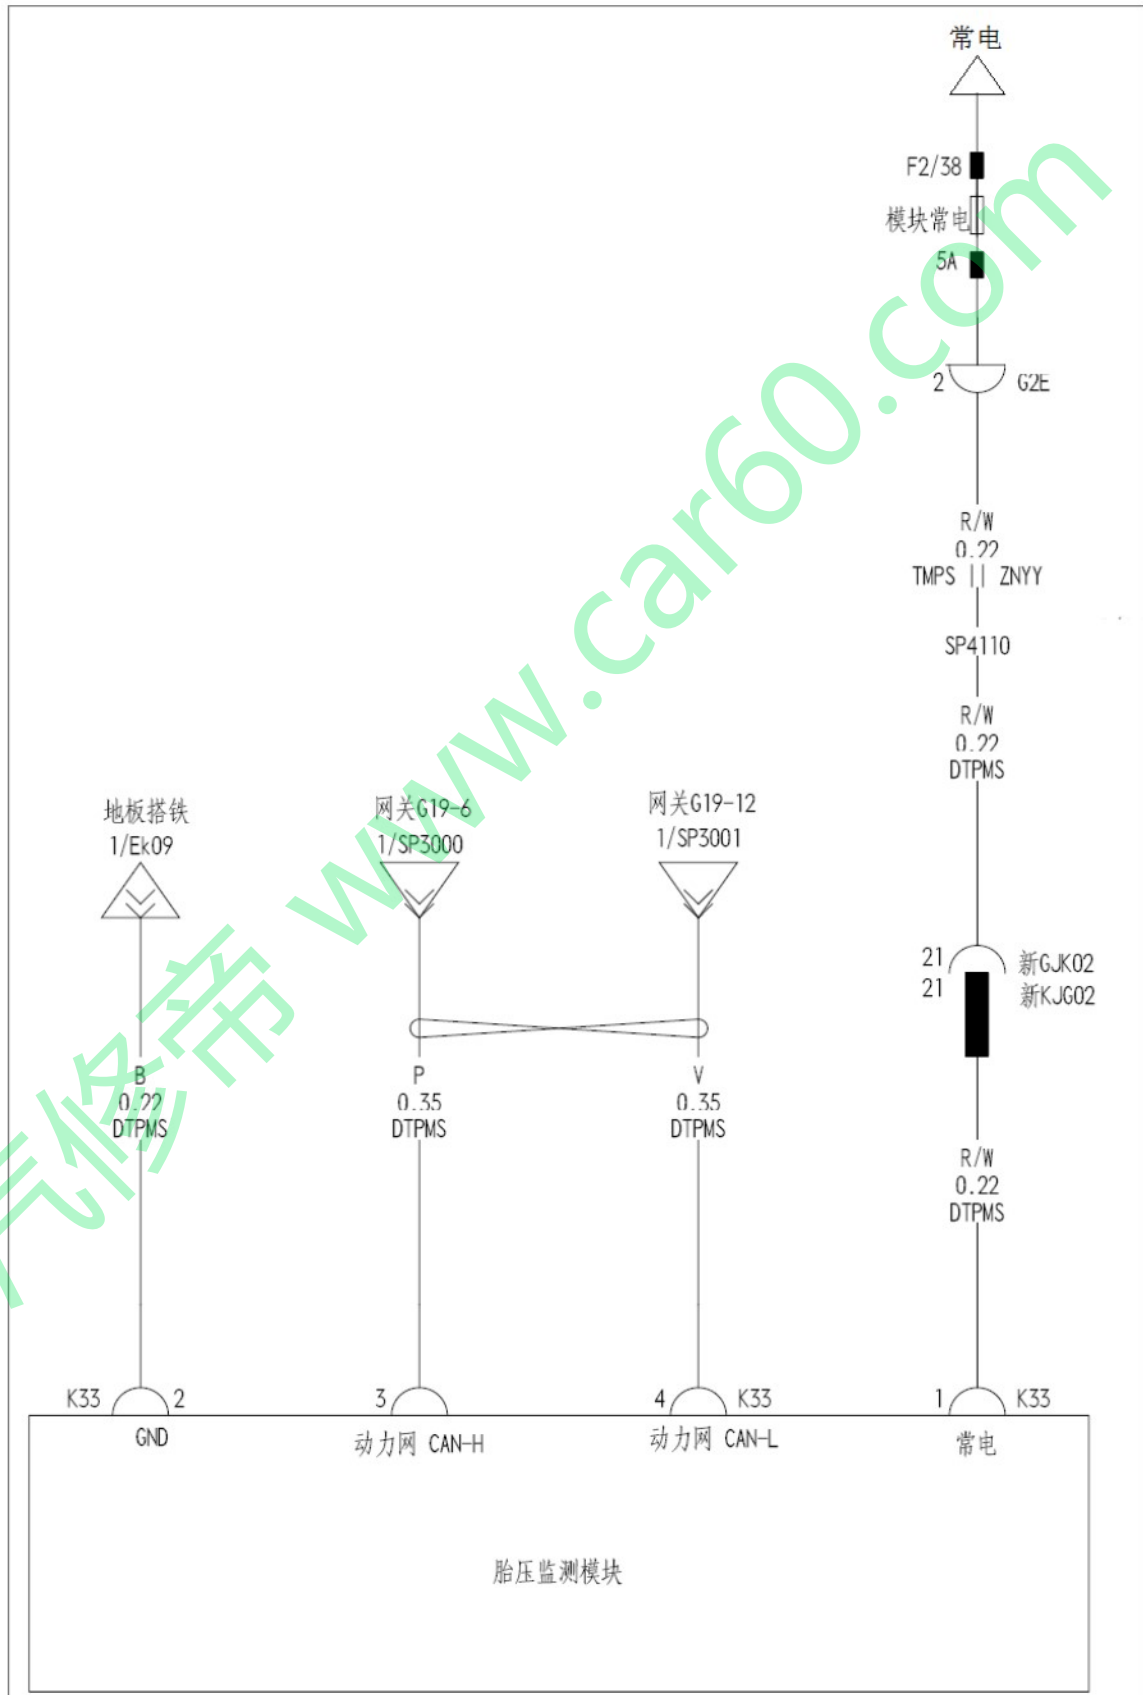 常电
F2/38
模块常电
5A
2 G2E
R/W
0.22
TMPS || ZNYY
SP4110
R/W
0.22
DTPMS
地板搭铁
1/Ek09
网关G19-6
1/SP3000
网关G19-12
1/SP3001
21 新GJK02
21 新KJG02
B
0.22
DTPMS
P
0.35
DTPMS
V
0.35
DTPMS
R/W
0.22
DTPMS
K33 2
3
4 K33
1 K33
GND
动力网 CAN-H
动力网 CAN-L
常电
胎压监测模块
汽修帝 www.car60.com